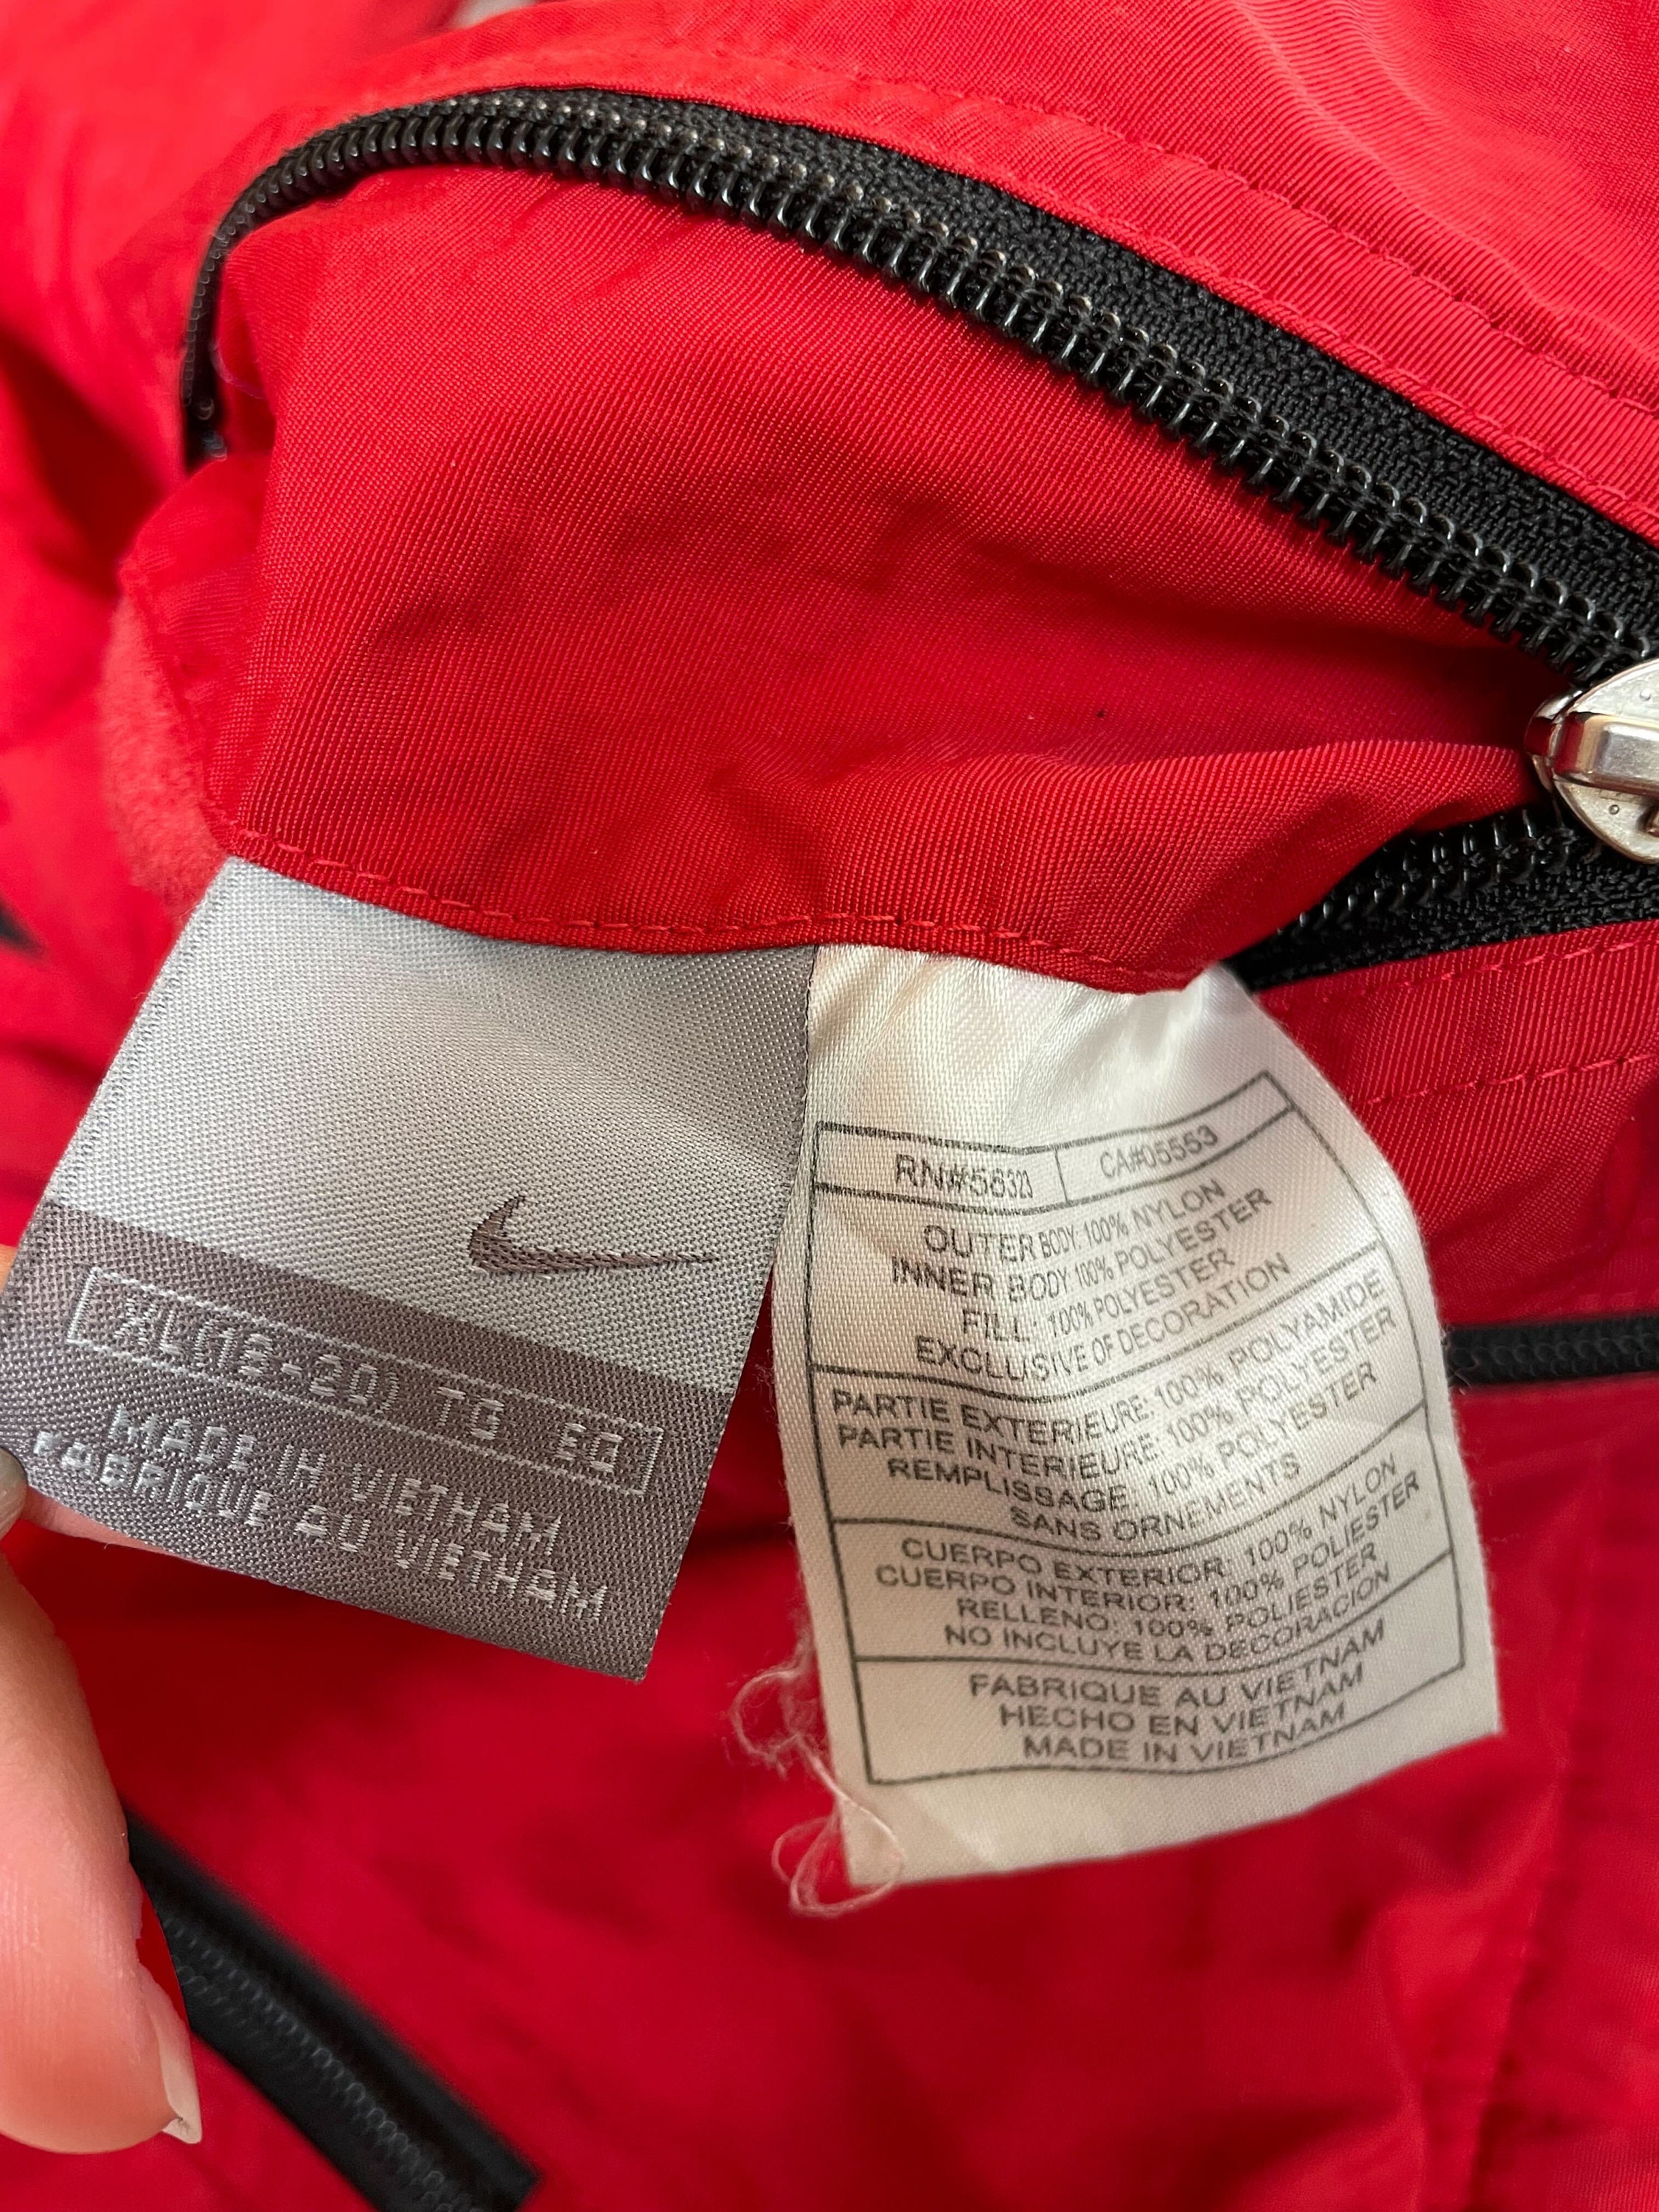 XL(18-20) TG EG
MADE IN VIETNAM
FABRIQUE AU VIETNAM
RN#56323
CA#05553
OUTER BODY: 100% NYLON
INNER BODY 100% POLYESTER
FILL: 100% POLYESTER
EXCLUSIVE OF DECORATION
PARTIE EXTERIEURE: 100% POLYAMIDE
PARTIE INTERIEURE: 100% POLYESTER
REMPLISSAGE: 100% POLYESTER
SANS ORNEMENTS
CUERPO EXTERIOR: 100% NYLON
CUERPO INTERIOR: 100% POLIESTER
RELLENO: 100% POLIESTER
NO INCLUYE LA DECORACION
FABRIQUE AU VIETNAM
HECHO EN VIETNAM
MADE IN VIETNAM